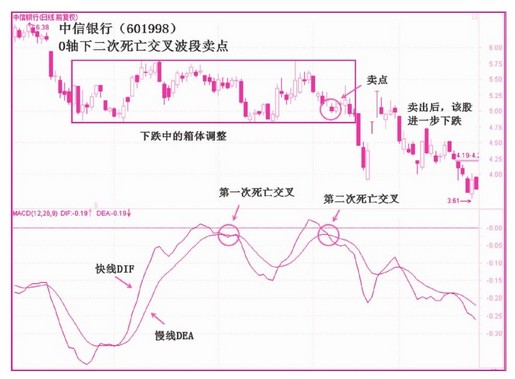 中信银行(日线.前复权)
6.38
中信银行（601998）
0轴下二次死亡交叉波段卖点
6.00
5.75
5.50
5.25
5.00
4.75
4.50
4.25
4.00
卖点
下跌中的箱体调整
卖出后，该股
进一步下跌
3.61
第一次死亡交叉
第二次死亡交叉
MACD(12,26,9) DIF:-0.19↑ DEA:-0.19↓
-0.00
-0.05
-0.10
-0.15
-0.20
-0.25
-0.30
快线DIF
慢线DEA